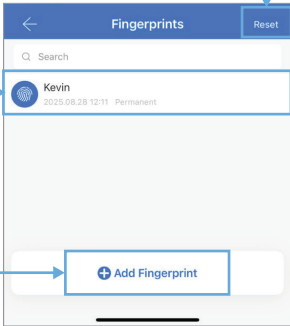 Fingerprints
Reset
Search
Kevin
2025.08.28 12:11 Permanent
Add Fingerprint